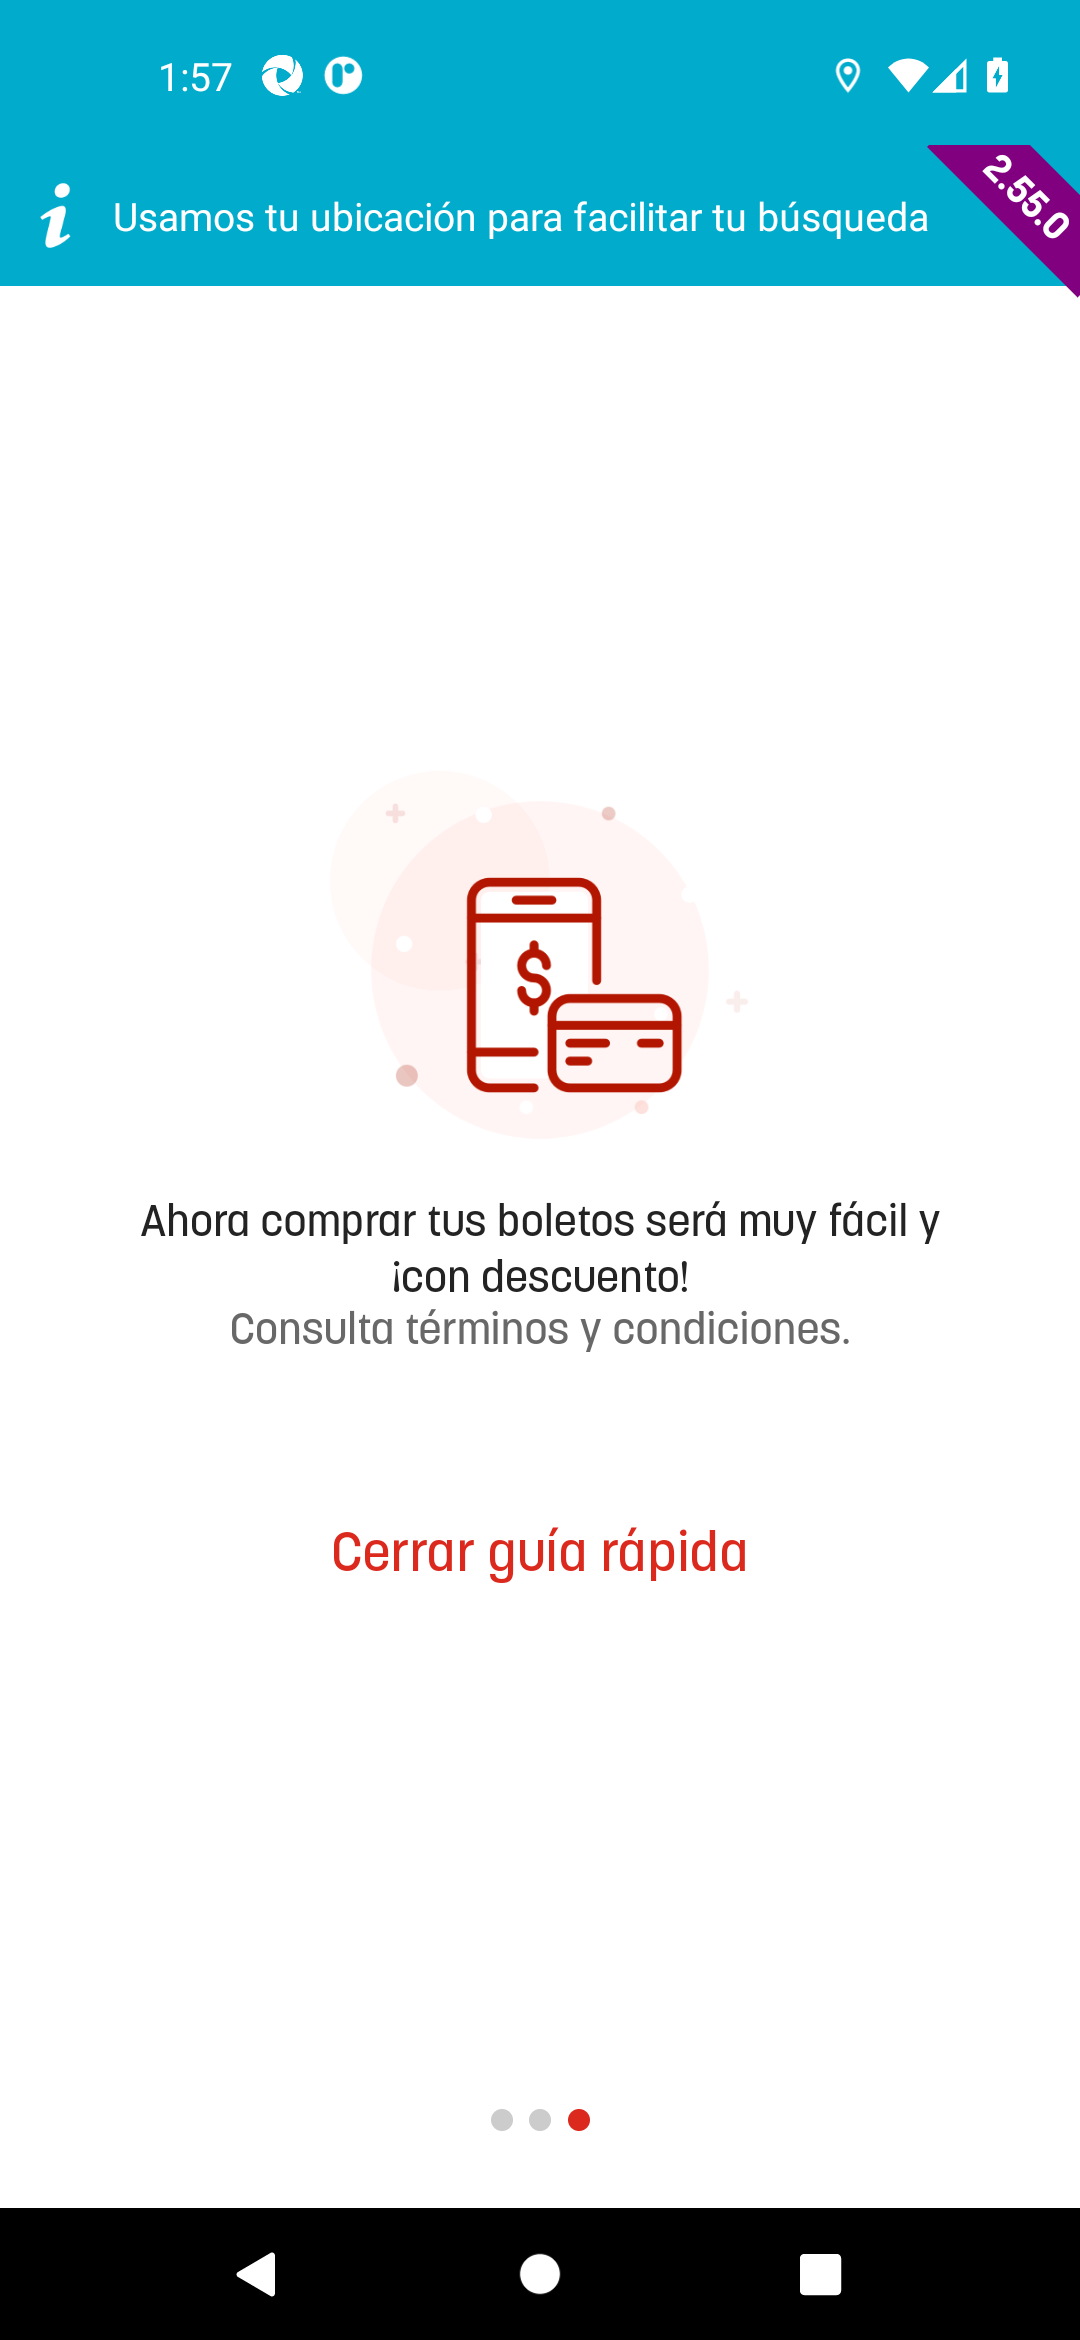 1:57
Usamos tu ubicación para facilitar tu búsqueda
2.55.0
$
Ahora comprar tus boletos será muy fácil y
¡con descuento!
Consulta términos y condiciones.
Cerrar guía rápida